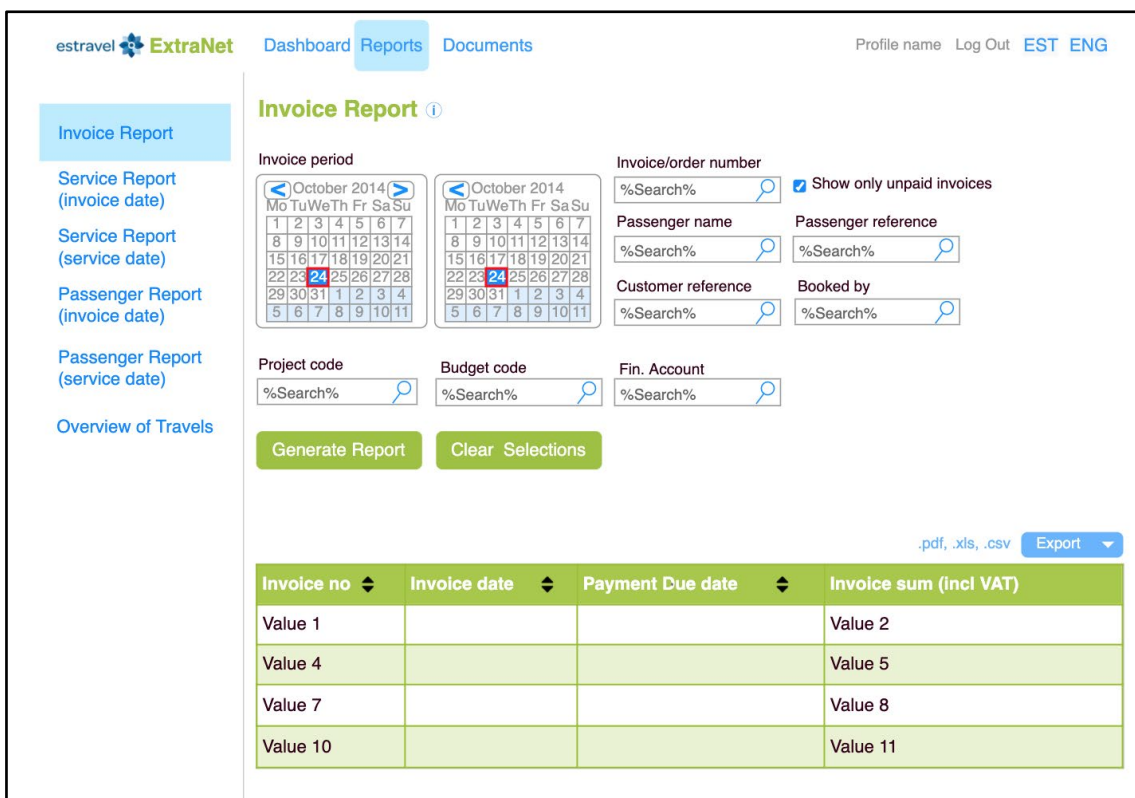 estravel ExtraNet Dashboard Reports Documents Profile name Log Out EST ENG
Invoice Report
Service Report
(invoice date)
Service Report
(service date)
Passenger Report
(invoice date)
Passenger Report
(service date)
Overview of Travels
Invoice Report i
Invoice period
< October 2014 >
Mo Tu We Th Fr Sa Su
1 2 3 4 5 6 7
8 9 10 11 12 13 14
15 16 17 18 19 20 21
22 23 24 25 26 27 28
29 30 31 1 2 3 4
5 6 7 8 9 10 11
< October 2014
Mo Tu We Th Fr Sa Su
1 2 3 4 5 6 7
8 9 10 11 12 13 14
15 16 17 18 19 20 21
22 23 24 25 26 27 28
29 30 31 1 2 3 4
5 6 7 8 9 10 11
Invoice/order number
%Search% Show only unpaid invoices
Passenger name Passenger reference
%Search% %Search%
Customer reference Booked by
%Search% %Search%
Project code Budget code Fin. Account
%Search% %Search% %Search%
Generate Report Clear Selections
.pdf, .xls, .csv Export
Invoice no Invoice date Payment Due date Invoice sum (incl VAT)
Value 1 Value 2
Value 4 Value 5
Value 7 Value 8
Value 10 Value 11